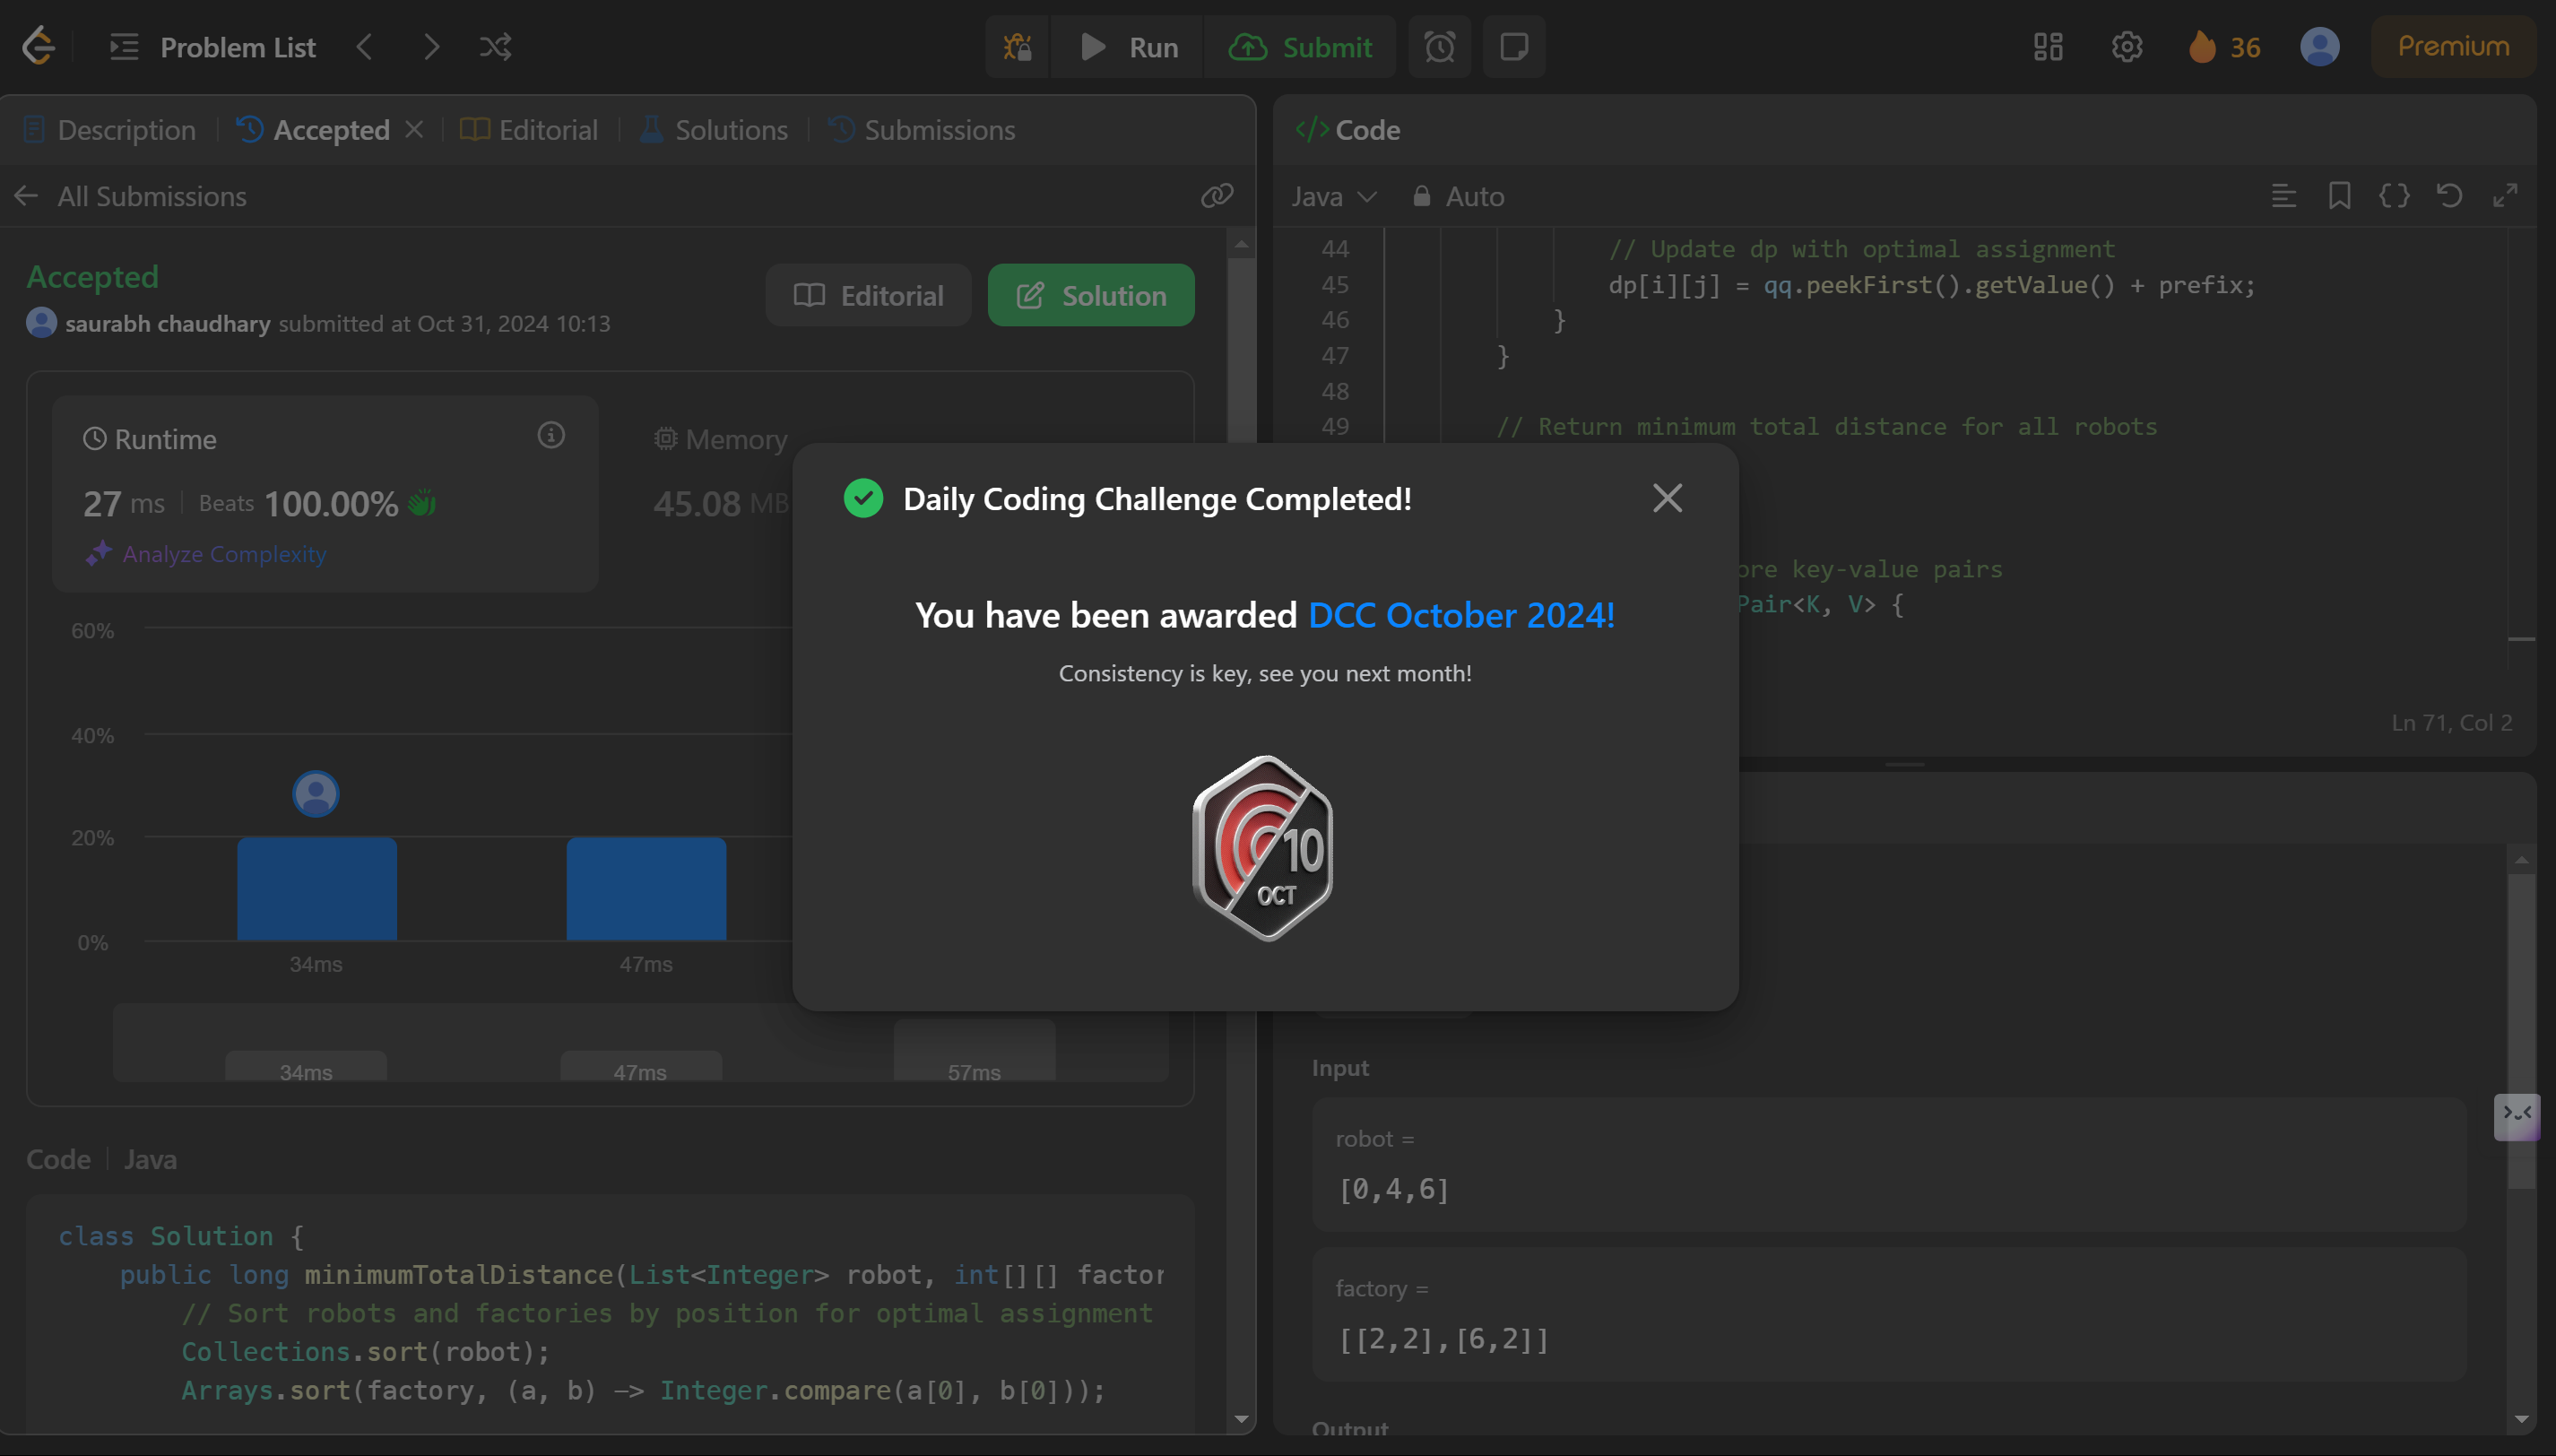 Problem List
Run
Submit
36
Premium
Description
Accepted
Editorial
Solutions
Submissions
All Submissions
Accepted
Editorial
Solution
saurabh chaudhary submitted at Oct 31, 2024 10:13
Runtime
27 ms
Beats 100.00%
Analyze Complexity
Memory
45.08 MB
60%
40%
20%
0%
34ms
47ms
34ms
47ms
57ms
Code
Java
class Solution {
public long minimumTotalDistance(List<Integer> robot, int[][] factor
// Sort robots and factories by position for optimal assignment
Collections.sort(robot);
Arrays.sort(factory, (a, b) -> Integer.compare(a[0], b[0]));
Code
Java
Auto
44 // Update dp with optimal assignment
45 dp[i][j] = qq.peekFirst().getValue() + prefix;
46 }
47 }
48
49 // Return minimum total distance for all robots
ore key-value pairs
Pair<K, V> {
Ln 71, Col 2
Daily Coding Challenge Completed!
You have been awarded DCC October 2024!
Consistency is key, see you next month!
10
OCT
Input
robot =
[0,4,6]
factory =
[[2,2],[6,2]]
Output